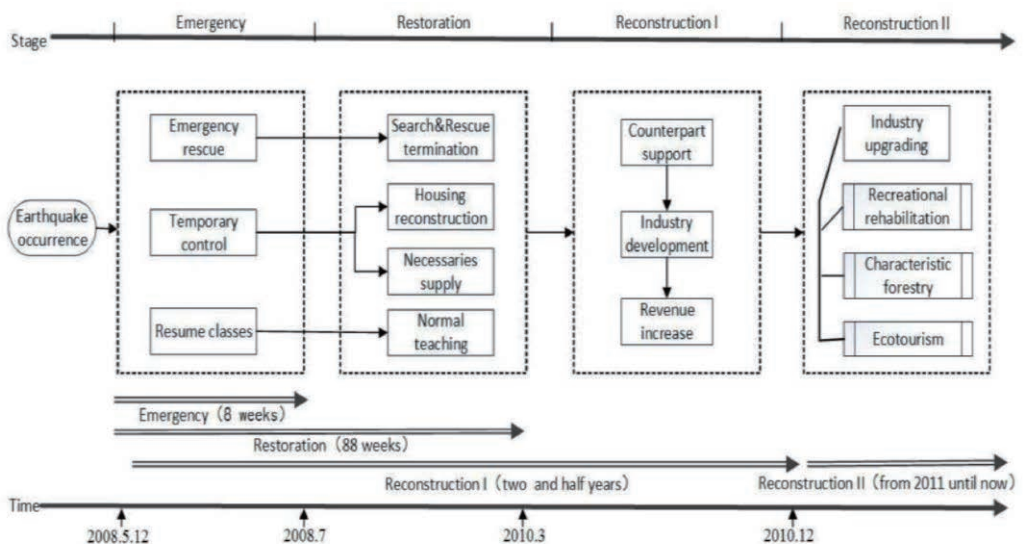 Emergency
Restoration
Reconstruction I
Reconstruction II
Stage
Emergency
rescue
Search&Rescue
termination
Counterpart
support
Industry
upgrading
Earthquake
occurrence
Temporary
control
Housing
reconstruction
Necessaries
supply
Industry
development
Recreational
rehabilitation
Characteristic
forestry
Resume classes
Normal
teaching
Revenue
increase
Ecotourism
Emergency (8 weeks)
Restoration (88 weeks)
Reconstruction I (two and half years)
Reconstruction II (from 2011 until now)
Time
2008.5.12
2008.7
2010.3
2010.12